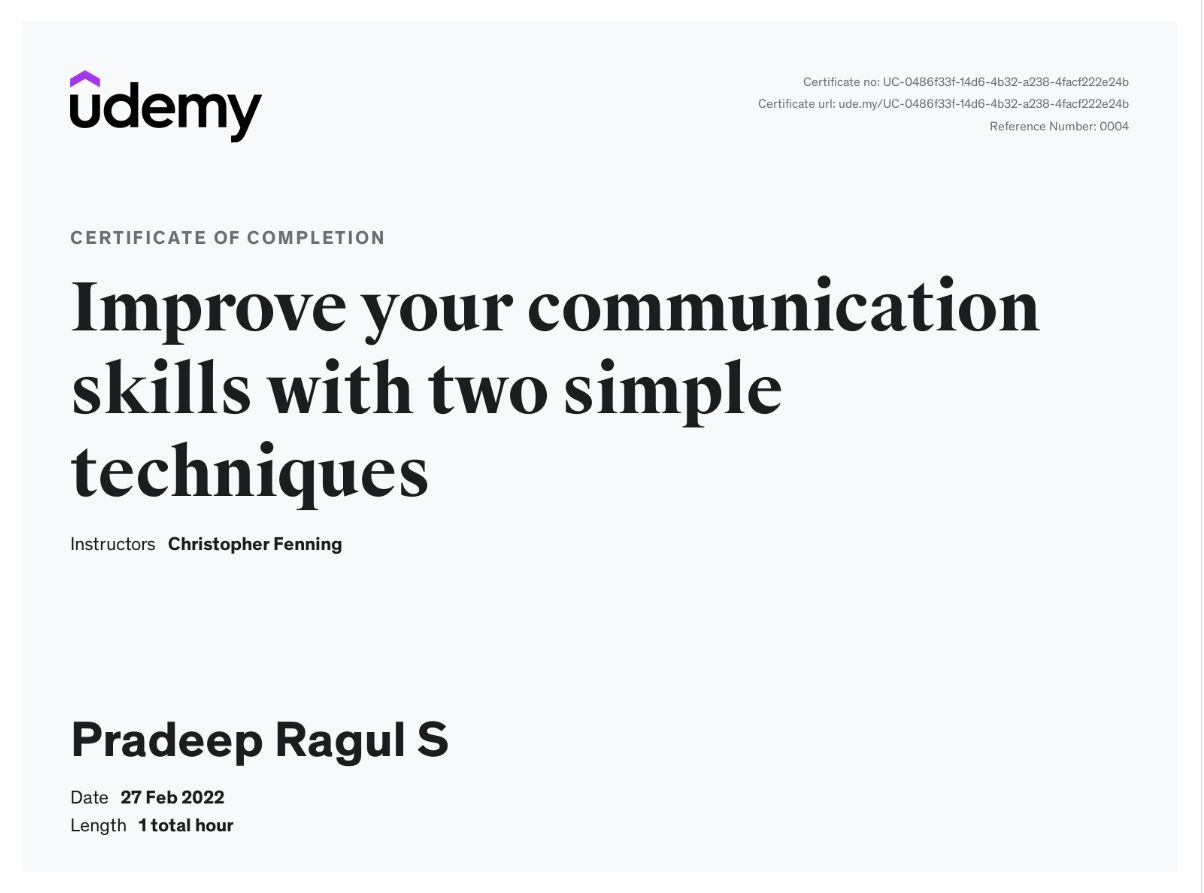 udemy
Certificate no: UC-0486f33f-14d6-4b32-a238-4facf222e24b
Certificate url: ude.my/UC-0486f33f-14d6-4b32-a238-4facf222e24b
Reference Number: 0004
CERTIFICATE OF COMPLETION
Improve your communication
skills with two simple
techniques
Instructors Christopher Fenning
Pradeep Ragul S
Date 27 Feb 2022
Length 1 total hour